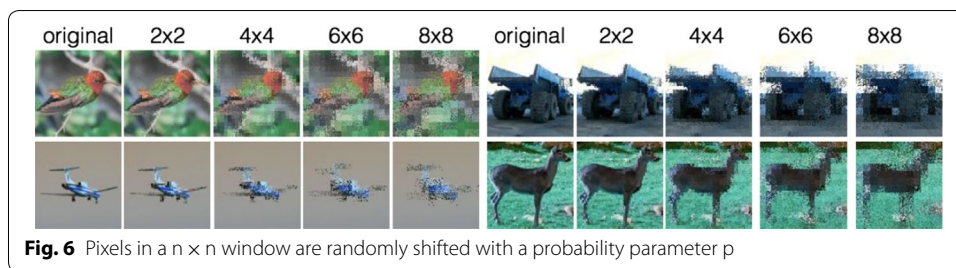 original 2x2 4x4 6x6 8x8 original 2x2 4x4 6x6 8x8
Fig. 6 Pixels in a n × n window are randomly shifted with a probability parameter p